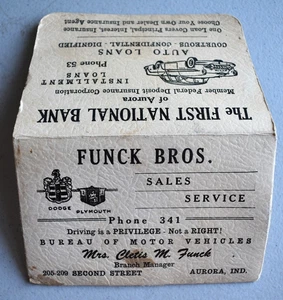 One Loan Covers Principal, Interest, Insurance
Choose Your Own Dealer and Insurance Agent
COURTEOUS - CONFIDENTIAL - DIGNIFIED
AUTO LOANS
Phone 53
INSTALLMENT
LOANS
Member Federal Deposit Insurance Corporation
of Aurora
The FIRST NATIONAL BANK
FUNCK BROS.
SALES
SERVICE
DODGE
PLYMOUTH
Phone 341
Driving is a PRIVILEGE - Not a RIGHT!
BUREAU OF MOTOR VEHICLES
Mrs. Cletis M. Funck
Branch Manager
205-209 SECOND STREET
AURORA, IND.